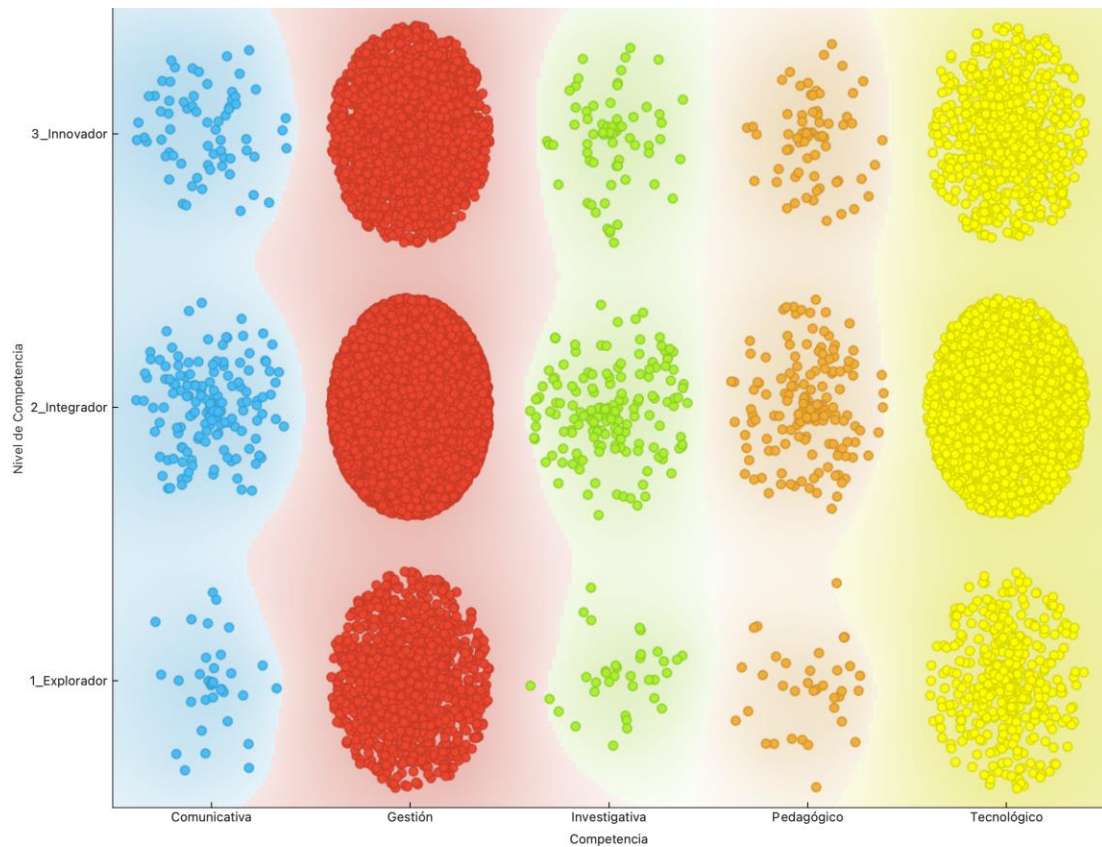 3_Innovador
2_Integrador
1_Explorador
Nivel de Competencia
Comunicativa
Gestión
Investigativa
Pedagógico
Tecnológico
Competencia